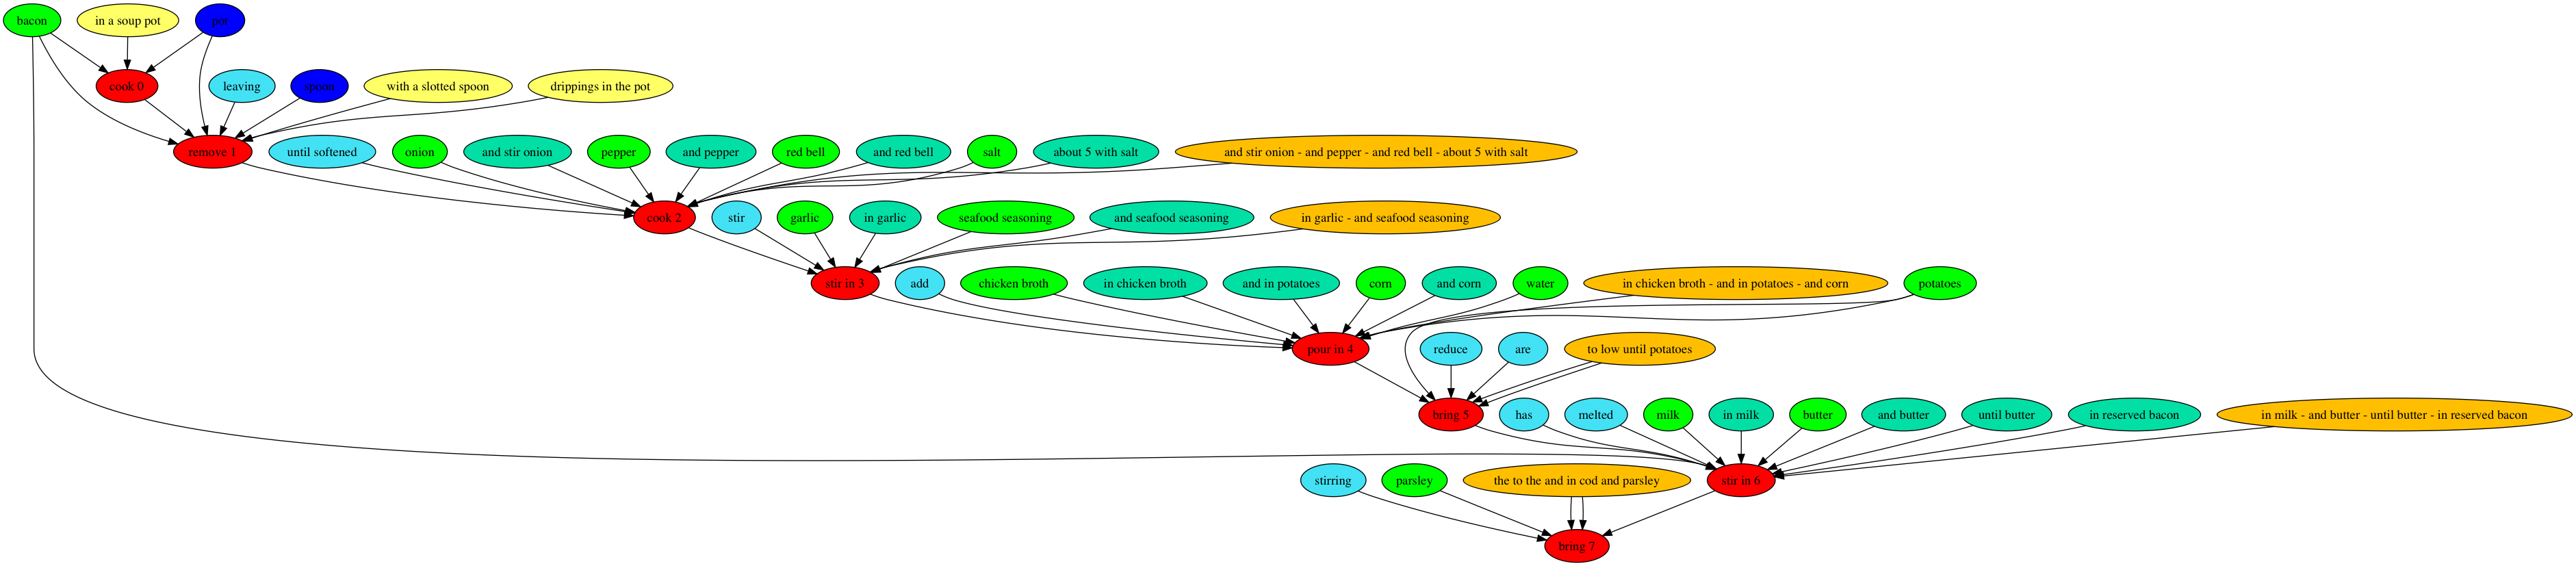 bacon
in a soup pot
pot
cook 0
leaving
spoon
with a slotted spoon
drippings in the pot
remove 1
until softened
onion
and stir onion
pepper
and pepper
red bell
and red bell
salt
about 5 with salt
and stir onion - and pepper - and red bell - about 5 with salt
cook 2
stir
garlic
in garlic
seafood seasoning
and seafood seasoning
in garlic - and seafood seasoning
stir in 3
add
chicken broth
in chicken broth
and in potatoes
corn
and corn
water
in chicken broth - and in potatoes - and corn
potatoes
pour in 4
reduce
are
to low until potatoes
bring 5
has
melted
milk
in milk
butter
and butter
until butter
in reserved bacon
in milk - and butter - until butter - in reserved bacon
stirring
parsley
the to the and in cod and parsley
stir in 6
bring 7